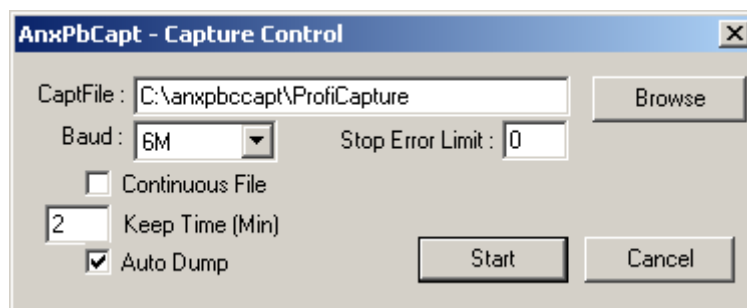 AnxPbCapt - Capture Control
CaptFile : C:\anxpbccapt\ProfiCapture Browse
Baud : 6M Stop Error Limit : 0
Continuous File
2 Keep Time (Min)
Auto Dump Start Cancel